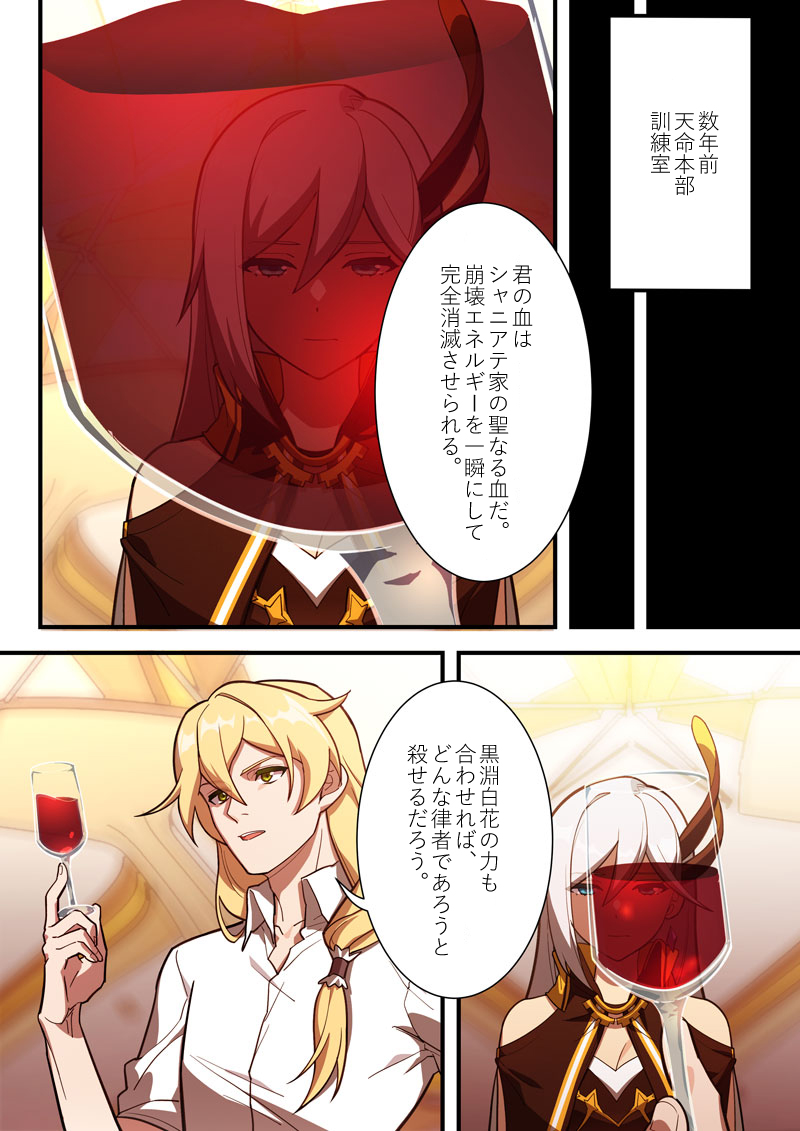 数年前
天命本部
訓練室
君の血は
シャニアテ家の聖なる血だ。
崩壊エネルギーを一瞬にして
完全消滅させられる。
黒淵白花の力も
合わせれば、
どんな律者であろうと
殺せるだろう。